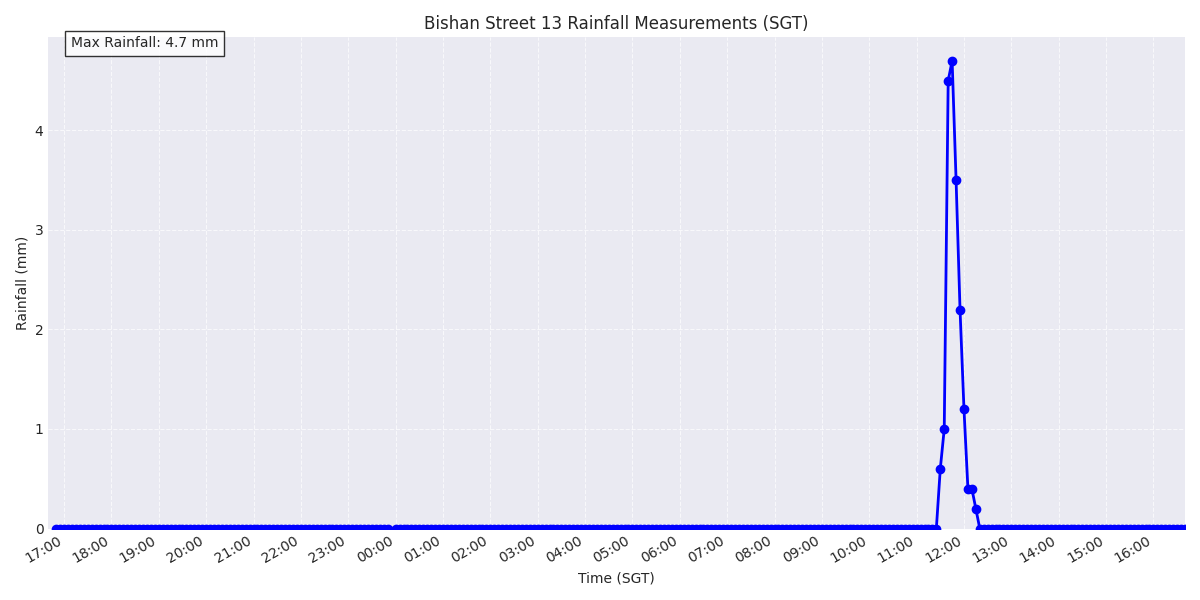 Bishan Street 13 Rainfall Measurements (SGT)
Max Rainfall: 4.7 mm
Rainfall (mm)
4
3
2
1
0
17:00 18:00 19:00 20:00 21:00 22:00 23:00 00:00 01:00 02:00 03:00 04:00 05:00 06:00 07:00 08:00 09:00 10:00 11:00 12:00 13:00 14:00 15:00 16:00
Time (SGT)